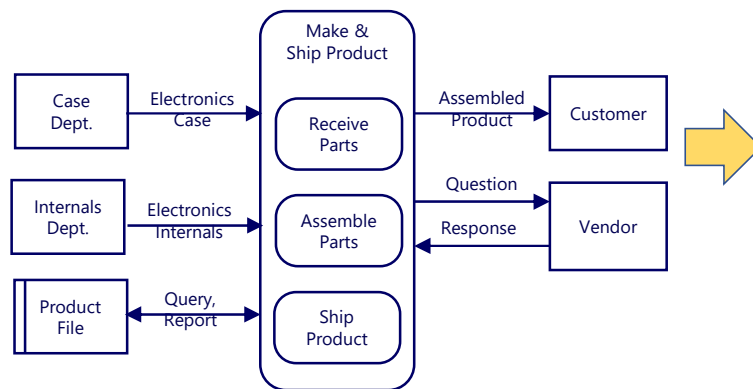 Make &
Ship Product
Case
Dept.
Electronics
Case
Receive
Parts
Assembled
Product
Customer
Internals
Dept.
Electronics
Internals
Assemble
Parts
Question
Response
Vendor
Product
File
Query,
Report
Ship
Product